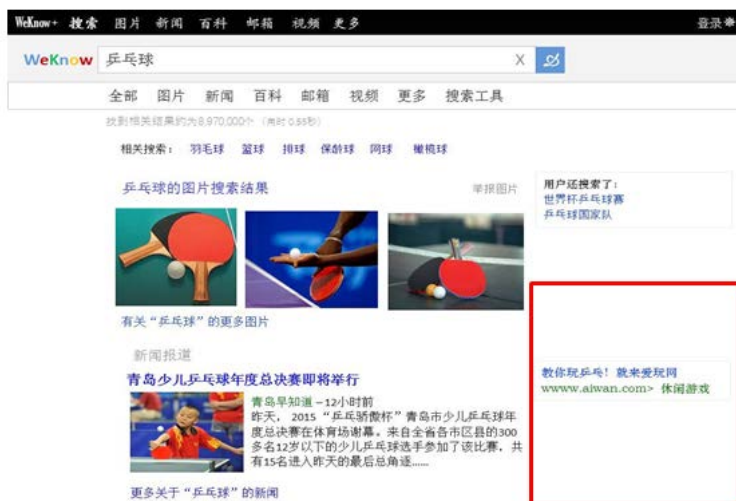 WeKnow+ 搜索 图片 新闻 百科 邮箱 视频 更多 登录
WeKnow 乒乓球 X
全部 图片 新闻 百科 邮箱 视频 更多 搜索工具
找到相关结果约为8,970,000个 (用时 0.55秒)
相关搜索: 羽毛球 篮球 排球 保龄球 网球 橄榄球
乒乓球的图片搜索结果 举报图片
有关“乒乓球”的更多图片
新闻报道
青岛少儿乒乓球年度总决赛即将举行
青岛早知道 – 12小时前
昨天, 2015 “乒乓骄傲杯” 青岛市少儿乒乓球年
度总决赛在体育场谢幕。来自全省各市区县的300
多名12岁以下的少儿乒乓球选手参加了该比赛, 共
有15名进入昨天的最后总角逐……
更多关于“乒乓球”的新闻
用户还搜索了:
世界杯乒乓球赛
乒乓球国家队
教你玩乒乓! 就来爱玩网
www.aiwan.com> 休闲游戏